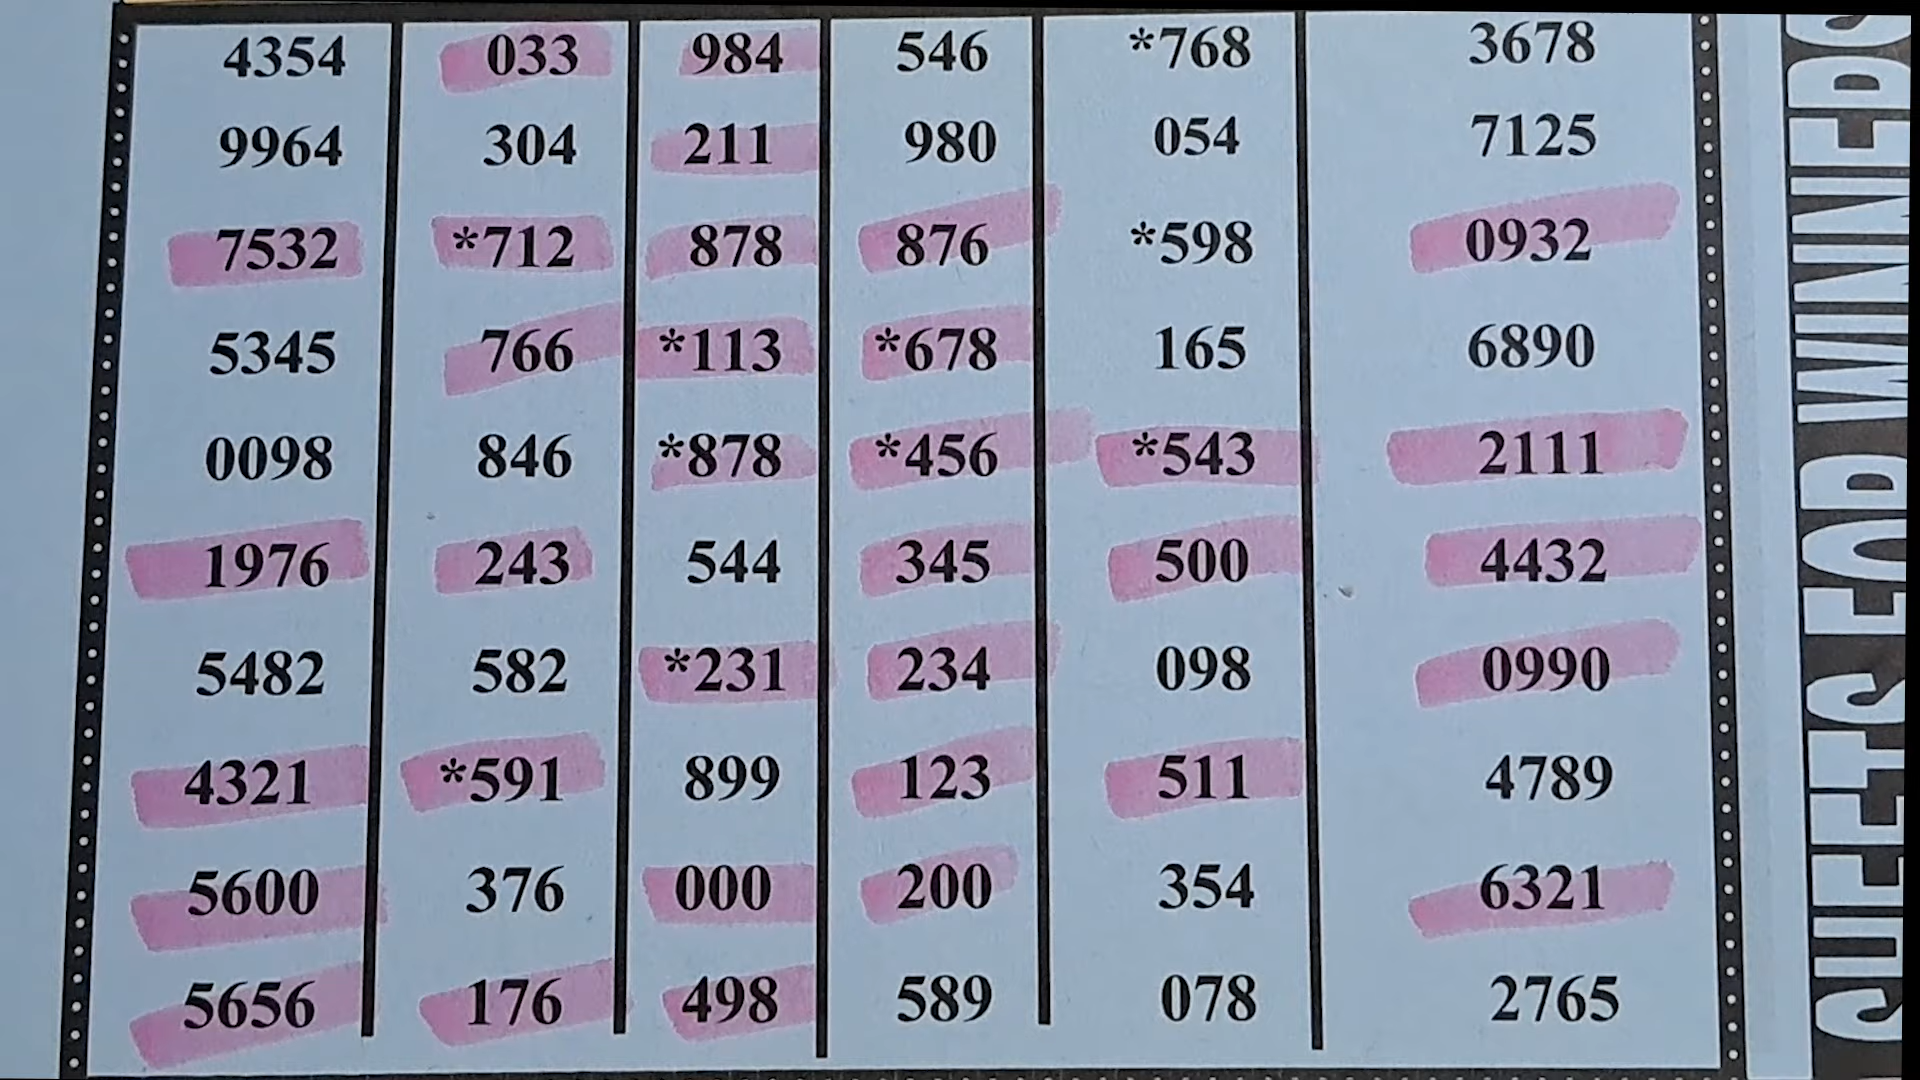 4354 033 984 546 *768 3678
9964 304 211 980 054 7125
7532 *712 878 876 *598 0932
5345 766 *113 *678 165 6890
0098 846 *878 *456 *543 2111
1976 243 544 345 500 4432
5482 582 *231 234 098 0990
4321 *591 899 123 511 4789
5600 376 000 200 354 6321
5656 176 498 589 078 2765
SHEETS FOR WINNERS